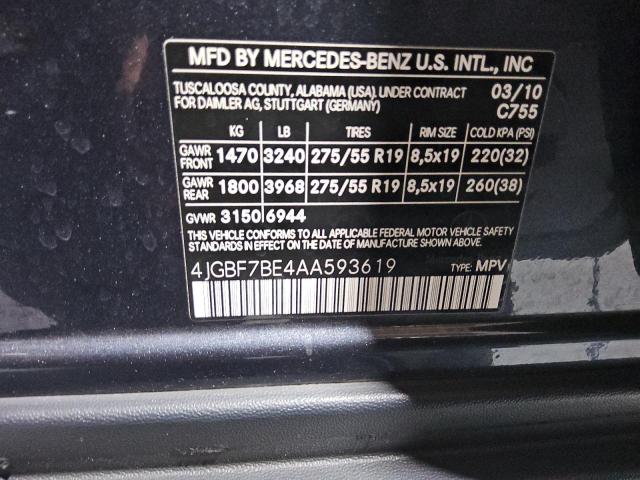 MFD BY MERCEDES-BENZ U.S. INTL., INC
TUSCALOOSA COUNTY, ALABAMA (USA). UNDER CONTRACT 03/10
FOR DAIMLER AG, STUTTGART (GERMANY) C755
KG LB TIRES RIM SIZE COLD KPA (PSI)
GAWR FRONT 1470 3240 275/55 R19 8,5x19 220(32)
GAWR REAR 1800 3968 275/55 R19 8,5x19 260(38)
GVWR 3150 6944
THIS VEHICLE CONFORMS TO ALL APPLICABLE FEDERAL MOTOR VEHICLE SAFETY
STANDARDS IN EFFECT ON THE DATE OF MANUFACTURE SHOWN ABOVE.
4JGBF7BE4AA593619 TYPE: MPV